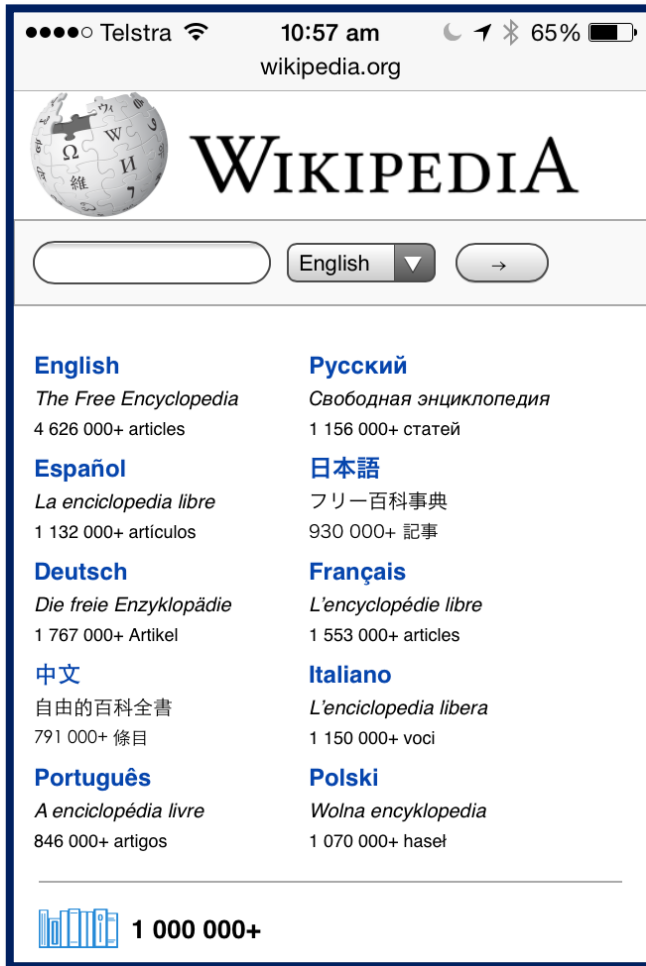 Telstra 10:57 am 65%
wikipedia.org
WIKIPEDIA
English →
English
The Free Encyclopedia
4 626 000+ articles
Русский
Свободная энциклопедия
1 156 000+ статей
Español
La enciclopedia libre
1 132 000+ artículos
日本語
フリー百科事典
930 000+ 記事
Deutsch
Die freie Enzyklopädie
1 767 000+ Artikel
Français
L'encyclopédie libre
1 553 000+ articles
中文
自由的百科全書
791 000+ 條目
Italiano
L'enciclopedia libera
1 150 000+ voci
Português
A enciclopédia livre
846 000+ artigos
Polski
Wolna encyklopedia
1 070 000+ haseł
1 000 000+